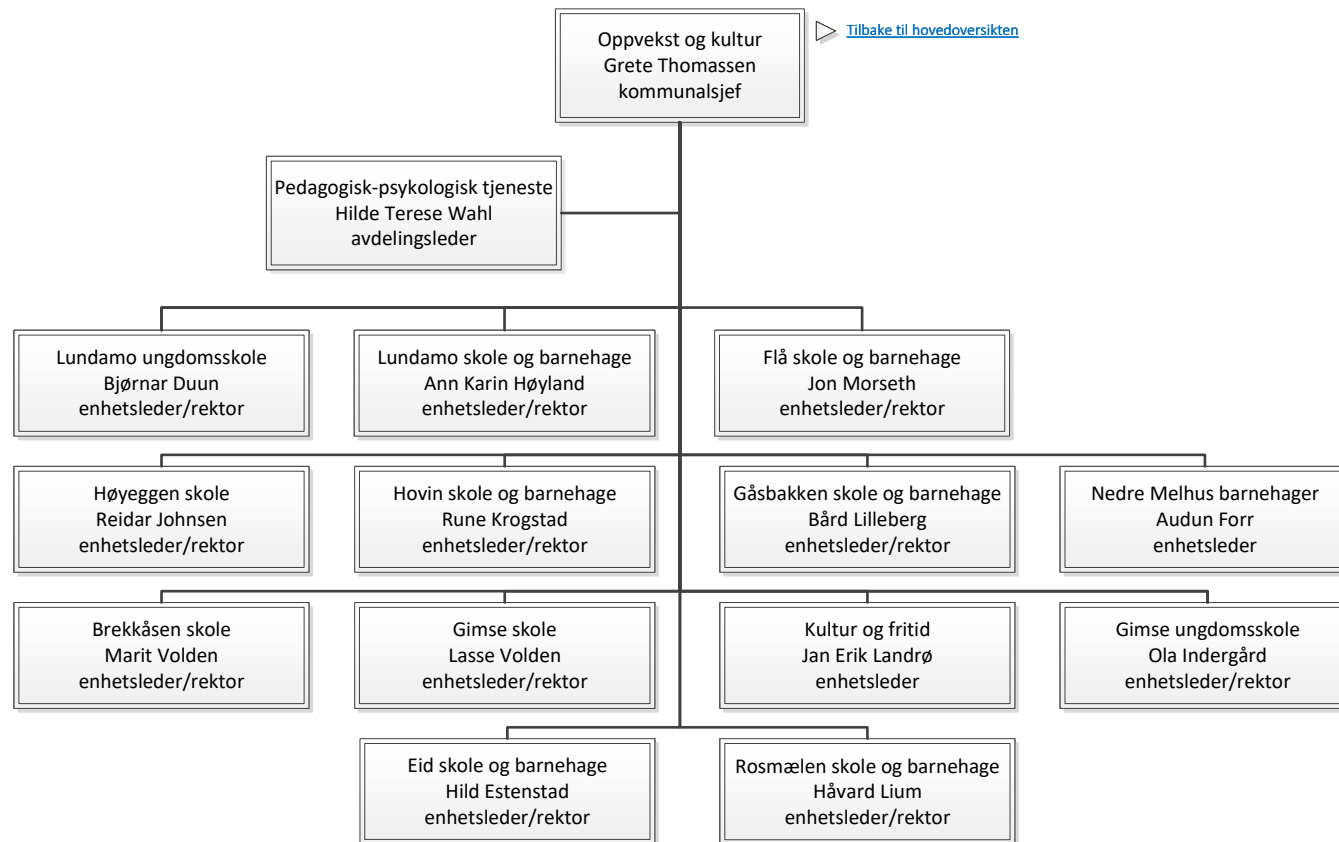 Oppvekst og kultur
Grete Thomassen
kommunalsjef
Tilbake til hovedoversikten
Pedagogisk-psykologisk tjeneste
Hilde Terese Wahl
avdelingsleder
Lundamo ungdomsskole
Bjørnar Duun
enhetsleder/rektor
Lundamo skole og barnehage
Ann Karin Høyland
enhetsleder/rektor
Flå skole og barnehage
Jon Morseth
enhetsleder/rektor
Høyeggen skole
Reidar Johnsen
enhetsleder/rektor
Hovin skole og barnehage
Rune Krogstad
enhetsleder/rektor
Gåsbakken skole og barnehage
Bård Lilleberg
enhetsleder/rektor
Nedre Melhus barnehager
Audun Forr
enhetsleder
Brekkåsen skole
Marit Volden
enhetsleder/rektor
Gimse skole
Lasse Volden
enhetsleder/rektor
Kultur og fritid
Jan Erik Landrø
enhetsleder
Gimse ungdomsskole
Ola Indergård
enhetsleder/rektor
Eid skole og barnehage
Hild Estenstad
enhetsleder/rektor
Rosmælen skole og barnehage
Håvard Lium
enhetsleder/rektor